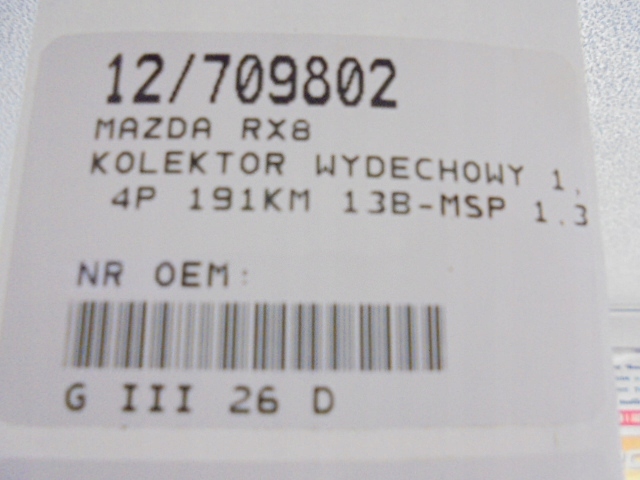 12/709802
MAZDA RX8
KOLEKTOR WYDECHOWY 1,
4P 191KM 13B-MSP 1.3
NR OEM:
G III 26 D